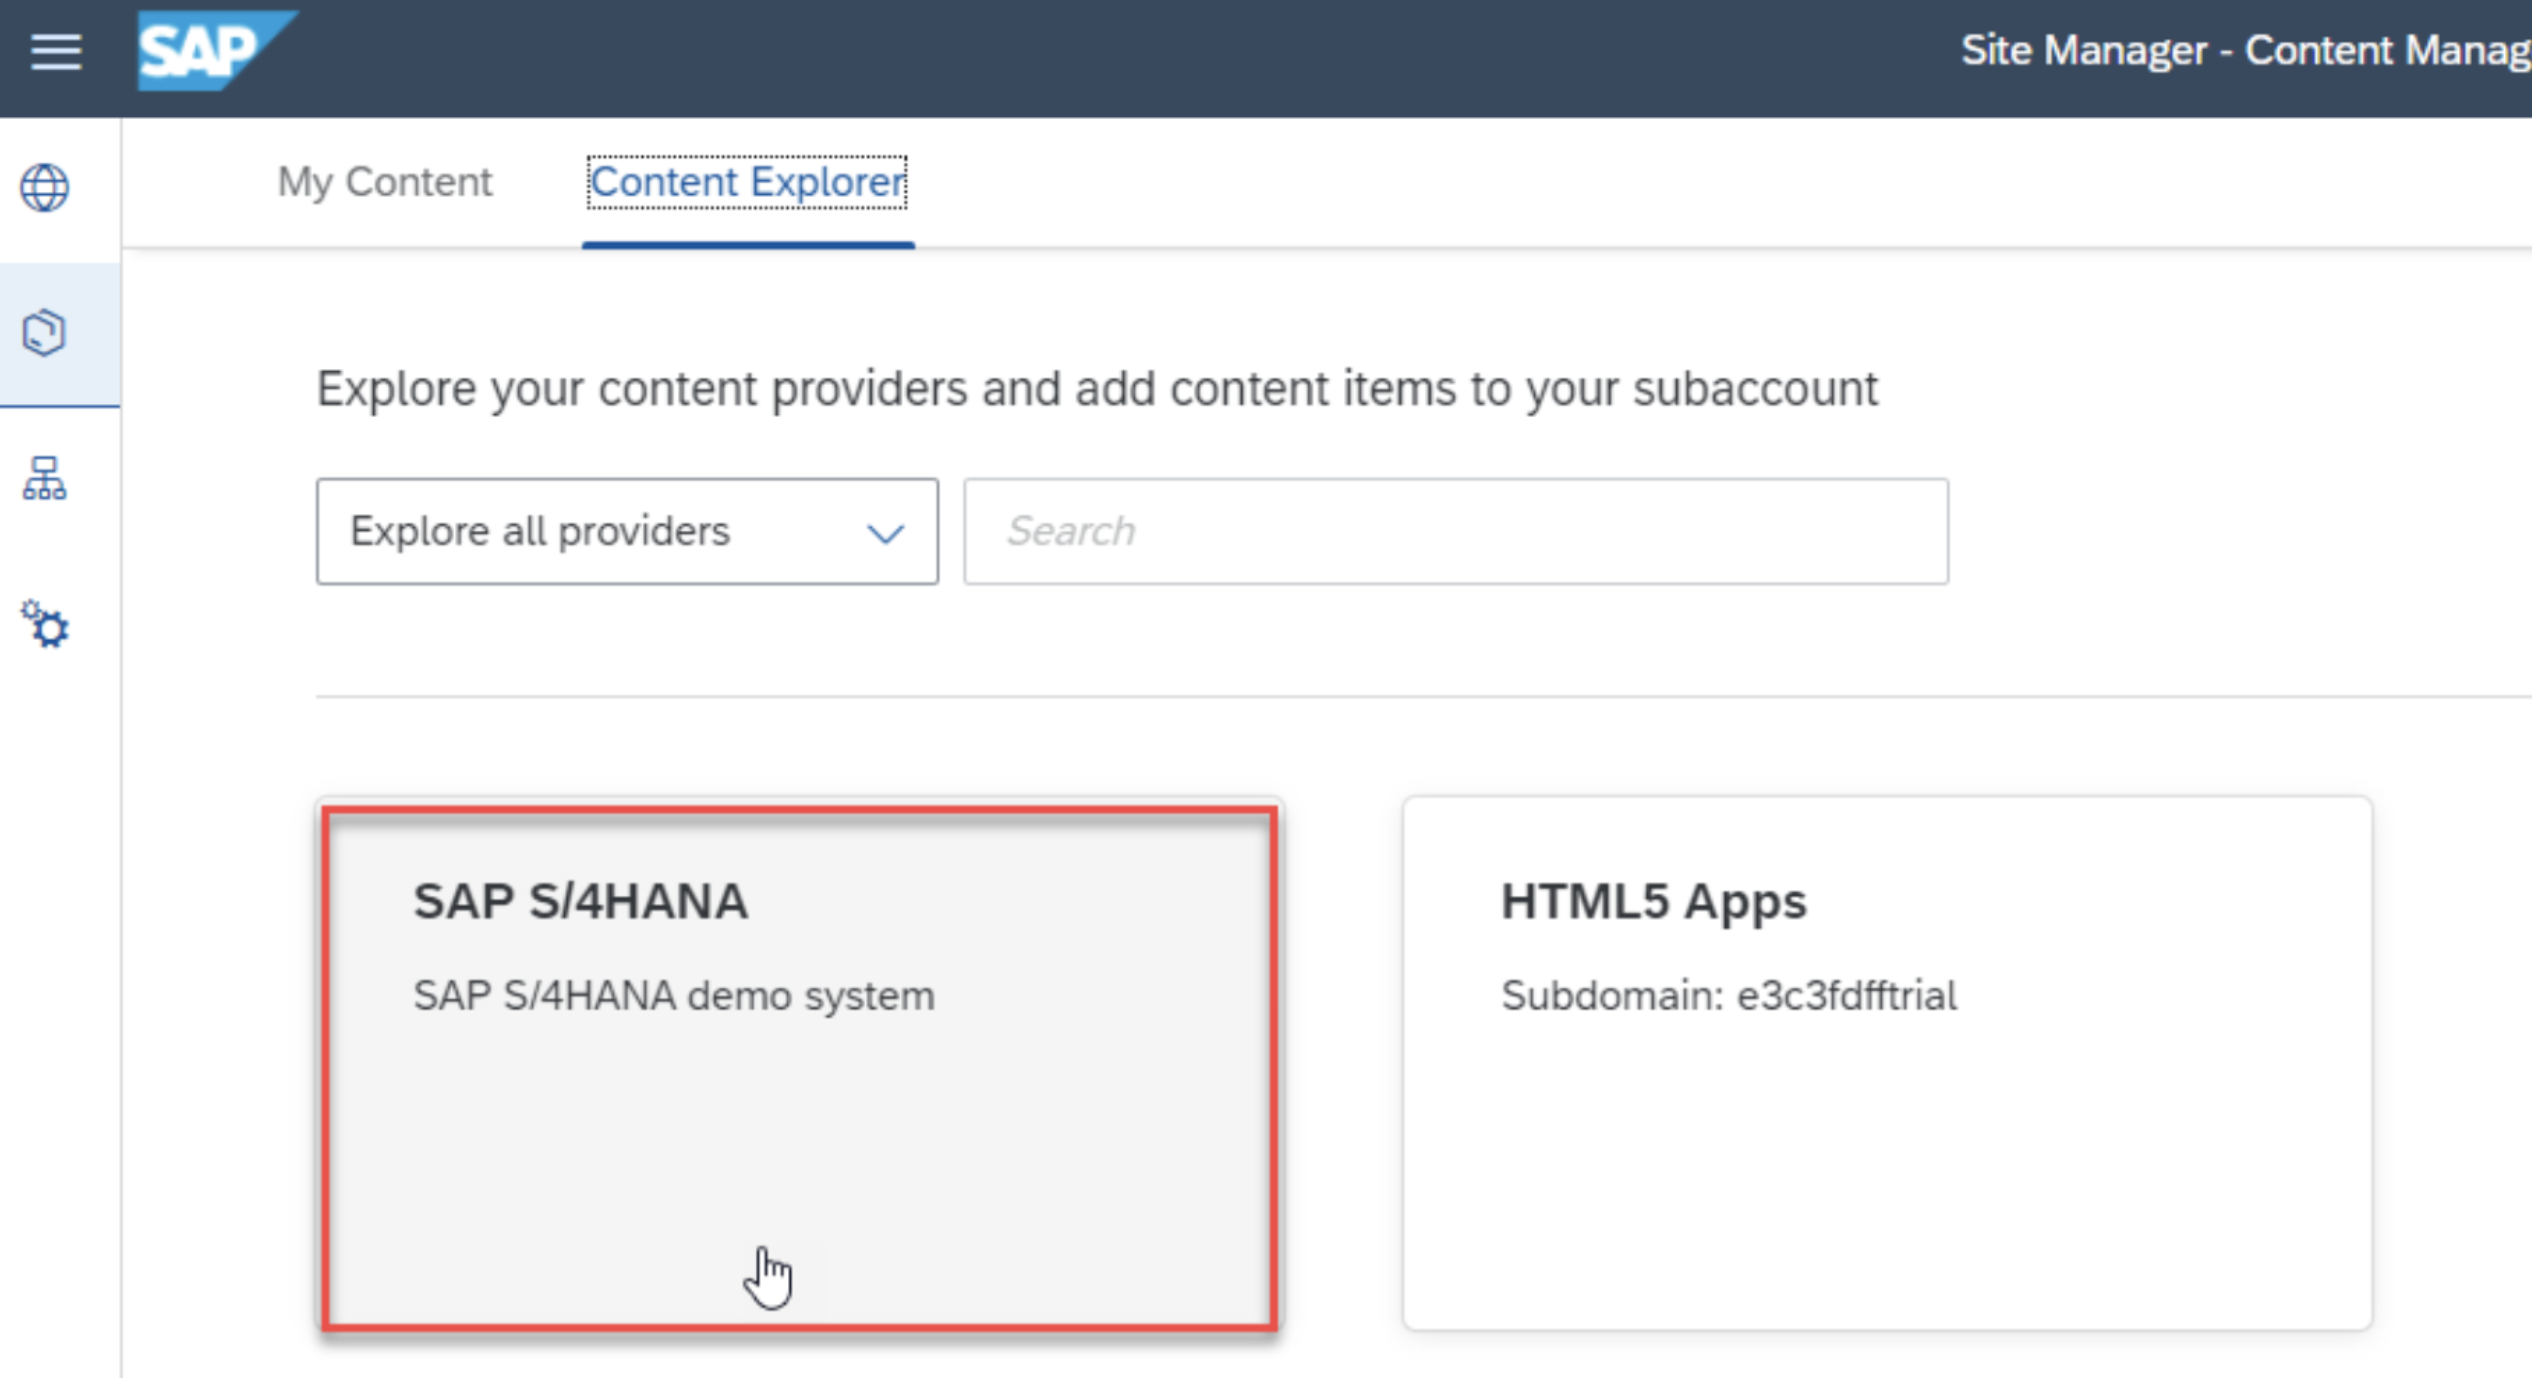 SAP
Site Manager - Content Manag
My Content
Content Explorer
Explore your content providers and add content items to your subaccount
Explore all providers
Search
SAP S/4HANA
SAP S/4HANA demo system
HTML5 Apps
Subdomain: e3c3fdfftrial